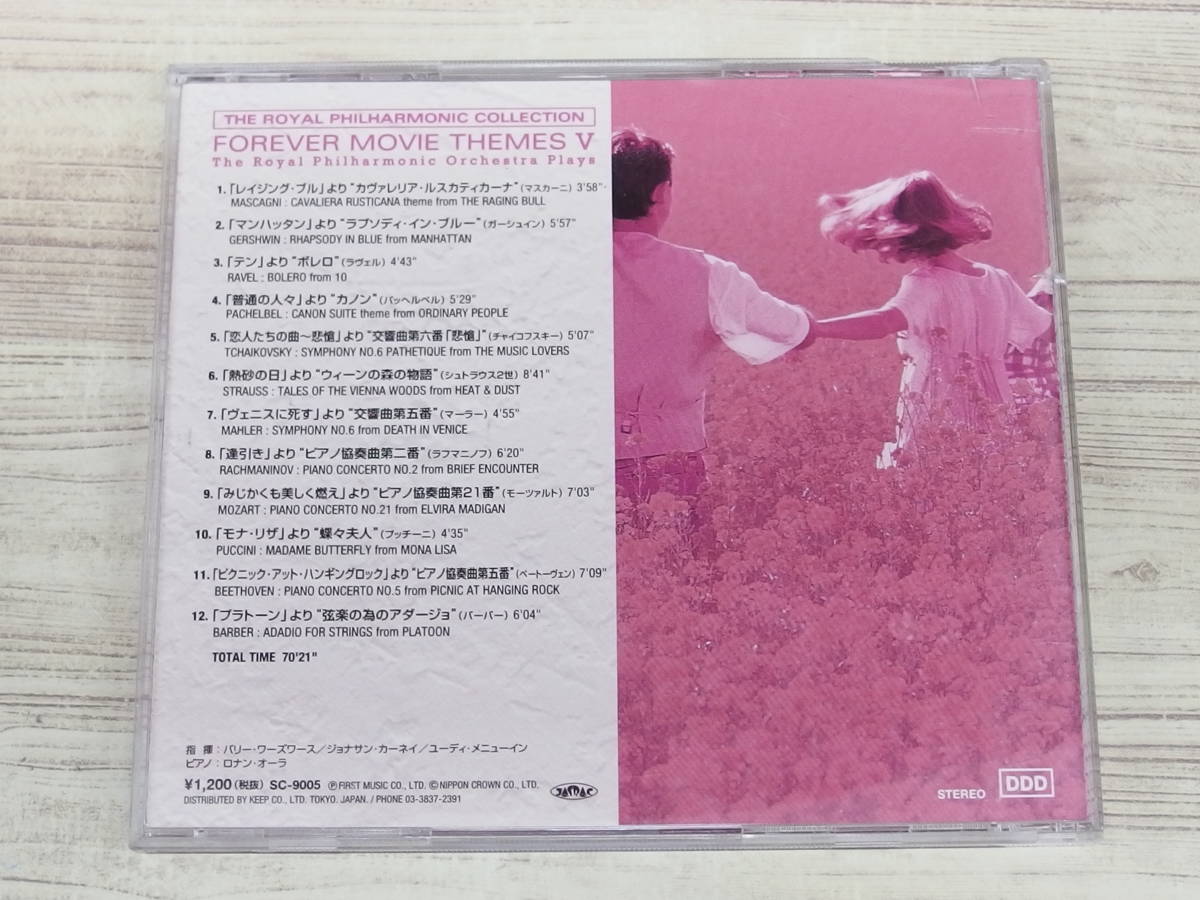 THE ROYAL PHILHARMONIC COLLECTION
FOREVER MOVIE THEMES V
The Royal Philharmonic Orchestra Plays
1.「レイジング・ブル」より“カヴァレリア・ルスカティカーナ”(マスカーニ) 3'58"
MASCAGNI : CAVALIERA RUSTICANA theme from THE RAGING BULL
2.「マンハッタン」より“ラプソディ・イン・ブルー”(ガーシュイン) 5'57"
GERSHWIN : RHAPSODY IN BLUE from MANHATTAN
3.「テン」より“ボレロ”(ラヴェル) 4'43"
RAVEL : BOLERO from 10
4.「普通の人々」より“カノン”(パッヘルベル) 5'29"
PACHELBEL : CANON SUITE theme from ORDINARY PEOPLE
5.「恋人たちの曲〜悲愴」より“交響曲第六番「悲愴」”(チャイコフスキー) 5'07"
TCHAIKOVSKY : SYMPHONY NO.6 PATHETIQUE from THE MUSIC LOVERS
6.「熱砂の日」より“ウィーンの森の物語”(シュトラウス2世) 8'41"
STRAUSS : TALES OF THE VIENNA WOODS from HEAT & DUST
7.「ヴェニスに死す」より“交響曲第五番”(マーラー) 4'55"
MAHLER : SYMPHONY NO.6 from DEATH IN VENICE
8.「逢引き」より“ピアノ協奏曲第二番”(ラフマニノフ) 6'20"
RACHMANINOV : PIANO CONCERTO NO.2 from BRIEF ENCOUNTER
9.「みじかくも美しく燃え」より“ピアノ協奏曲第21番”(モーツァルト) 7'03"
MOZART : PIANO CONCERTO NO.21 from ELVIRA MADIGAN
10.「モナ・リザ」より“蝶々夫人”(プッチーニ) 4'35"
PUCCINI : MADAME BUTTERFLY from MONA LISA
11.「ピクニック・アット・ハンギングロック」より“ピアノ協奏曲第五番”(ベートーヴェン) 7'09"
BEETHOVEN : PIANO CONCERTO NO.5 from PICNIC AT HANGING ROCK
12.「プラトーン」より“弦楽の為のアダージョ”(バーバー) 6'04"
BARBER : ADADIO FOR STRINGS from PLATOON
TOTAL TIME 70'21"
指 揮：バリー・ワーズワース／ジョナサン・カーネイ／ユーディ・メニューイン
ピアノ：ロナン・オーラ
¥1,200(税抜) SC-9005 ℗FIRST MUSIC CO., LTD. ©NIPPON CROWN CO., LTD.
DISTRIBUTED BY KEEP CO., LTD. TOKYO. JAPAN. / PHONE 03-3837-2391
JASRAC
STEREO
DDD